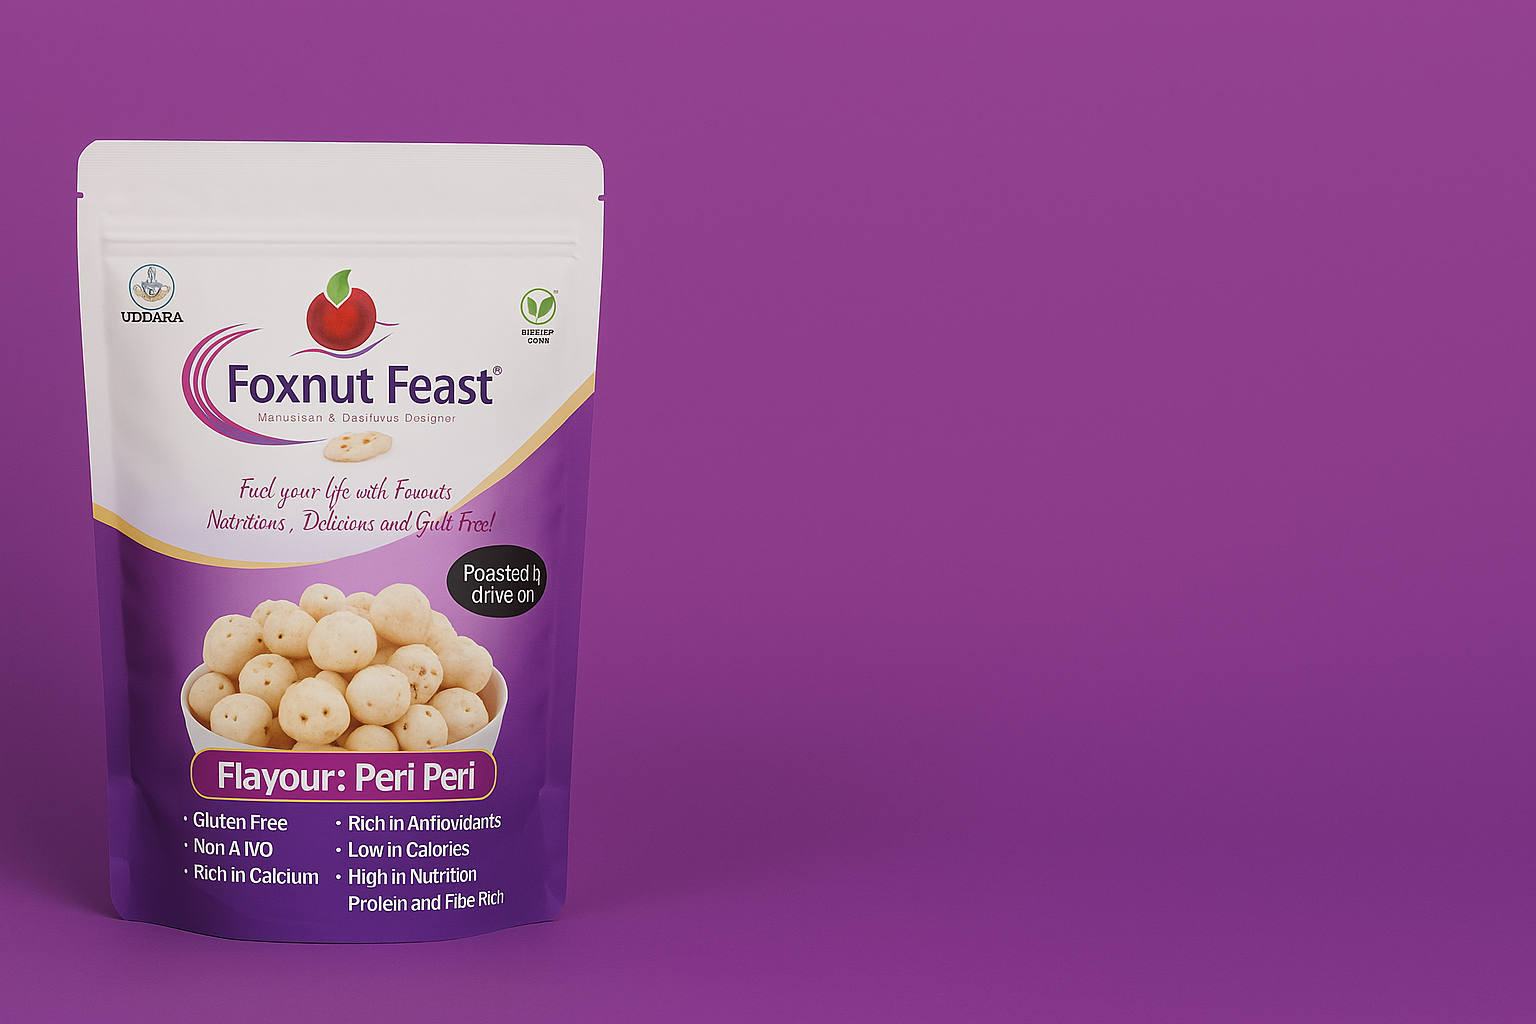 UDDARA
BIEEIEP
CONN
Foxnut Feast®
Manusisan & Dasifuvus Designer
Fucl your life with Fououts
Natritions, Delicions and Gult Free!
Poasted b
drive on
Flayour: Peri Peri
· Gluten Free
· Non A IVO
· Rich in Calcium
· Rich in Anfiovidants
· Low in Calories
· High in Nutrition
Prolein and Fibe Rich